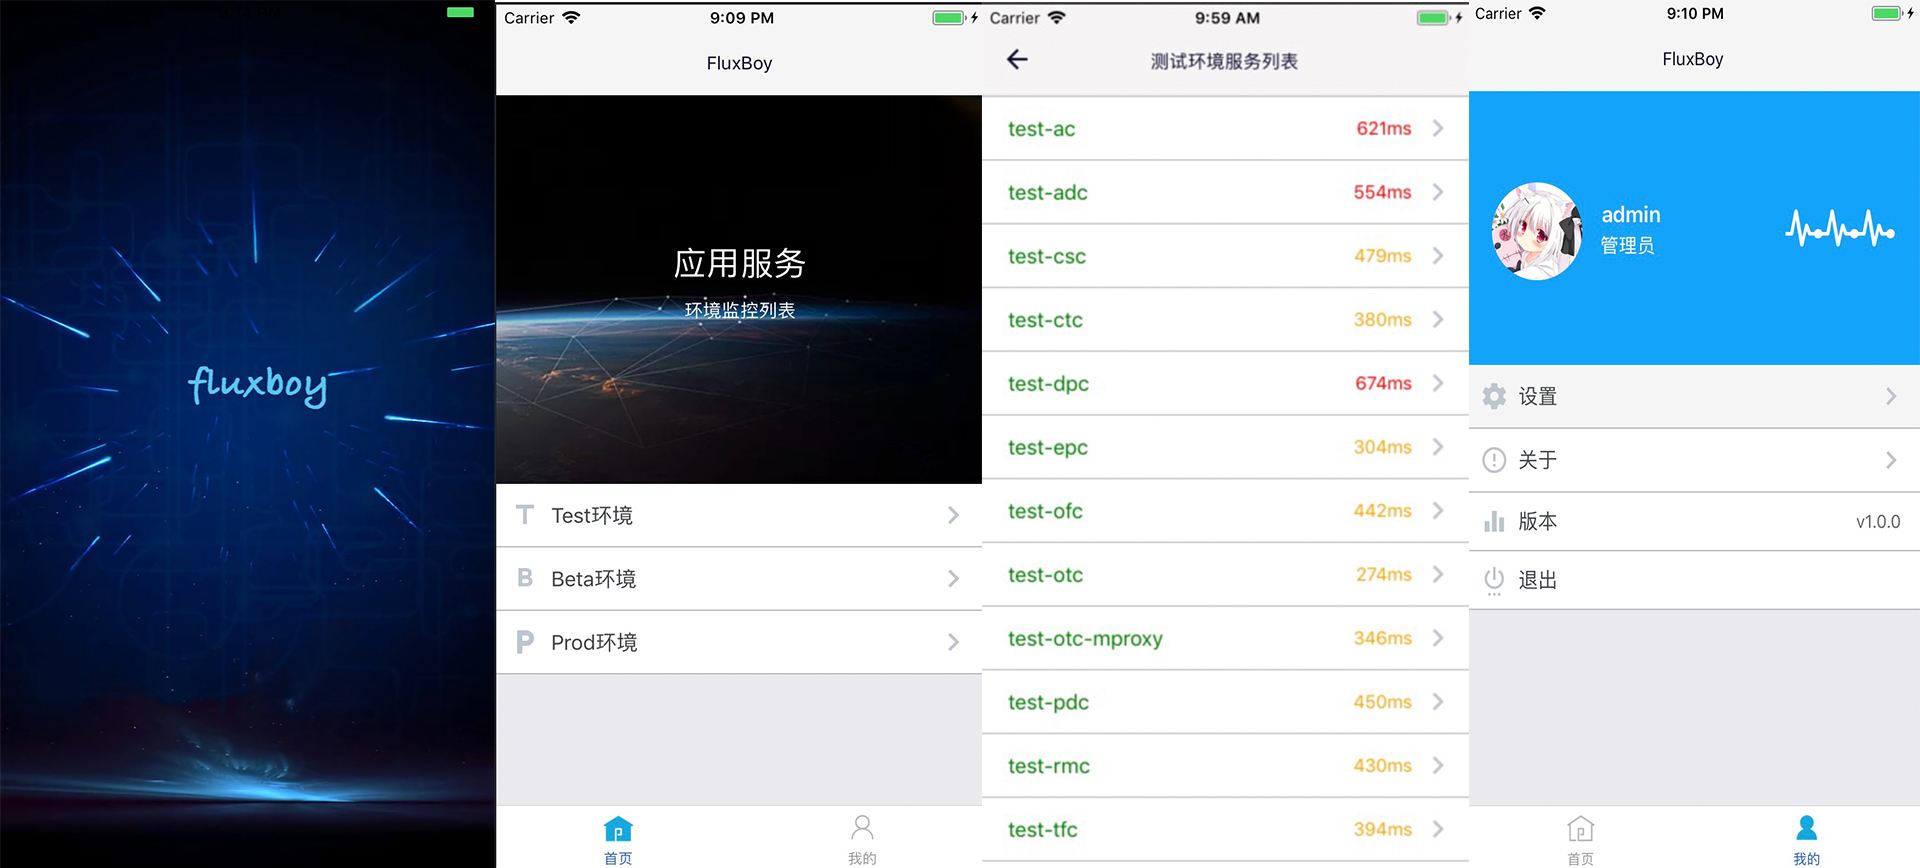 fluxboy
Carrier 9:09 PM
FluxBoy
应用服务
环境监控列表
T Test环境
B Beta环境
P Prod环境
首页 我的
Carrier 9:59 AM
测试环境服务列表
test-ac 621ms
test-adc 554ms
test-csc 479ms
test-ctc 380ms
test-dpc 674ms
test-epc 304ms
test-ofc 442ms
test-otc 274ms
test-otc-mproxy 346ms
test-pdc 450ms
test-rmc 430ms
test-tfc 394ms
Carrier 9:10 PM
FluxBoy
admin
管理员
设置
关于
版本 v1.0.0
退出
首页 我的